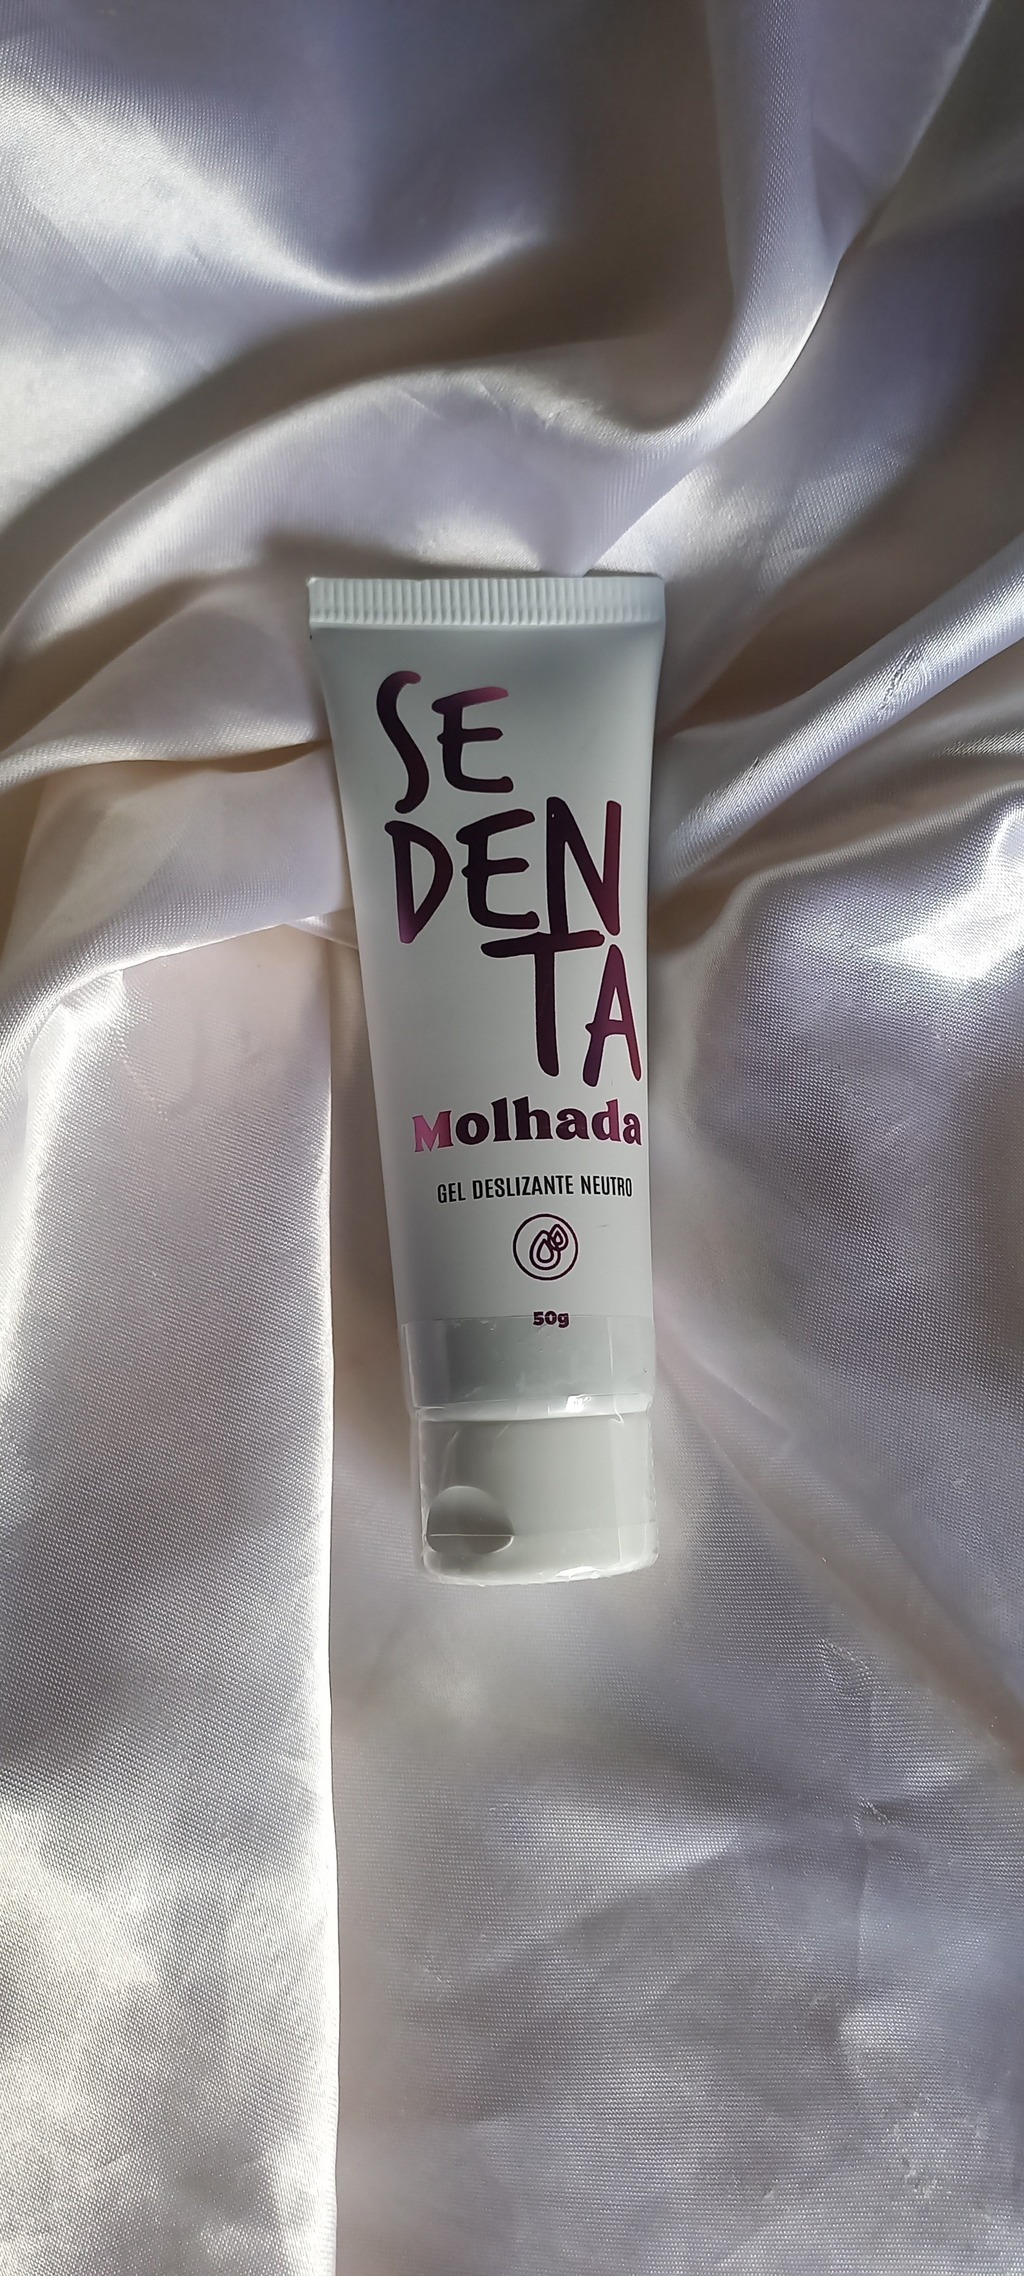 SE
DEN
TA
Molhada
GEL DESLIZANTE NEUTRO
50g